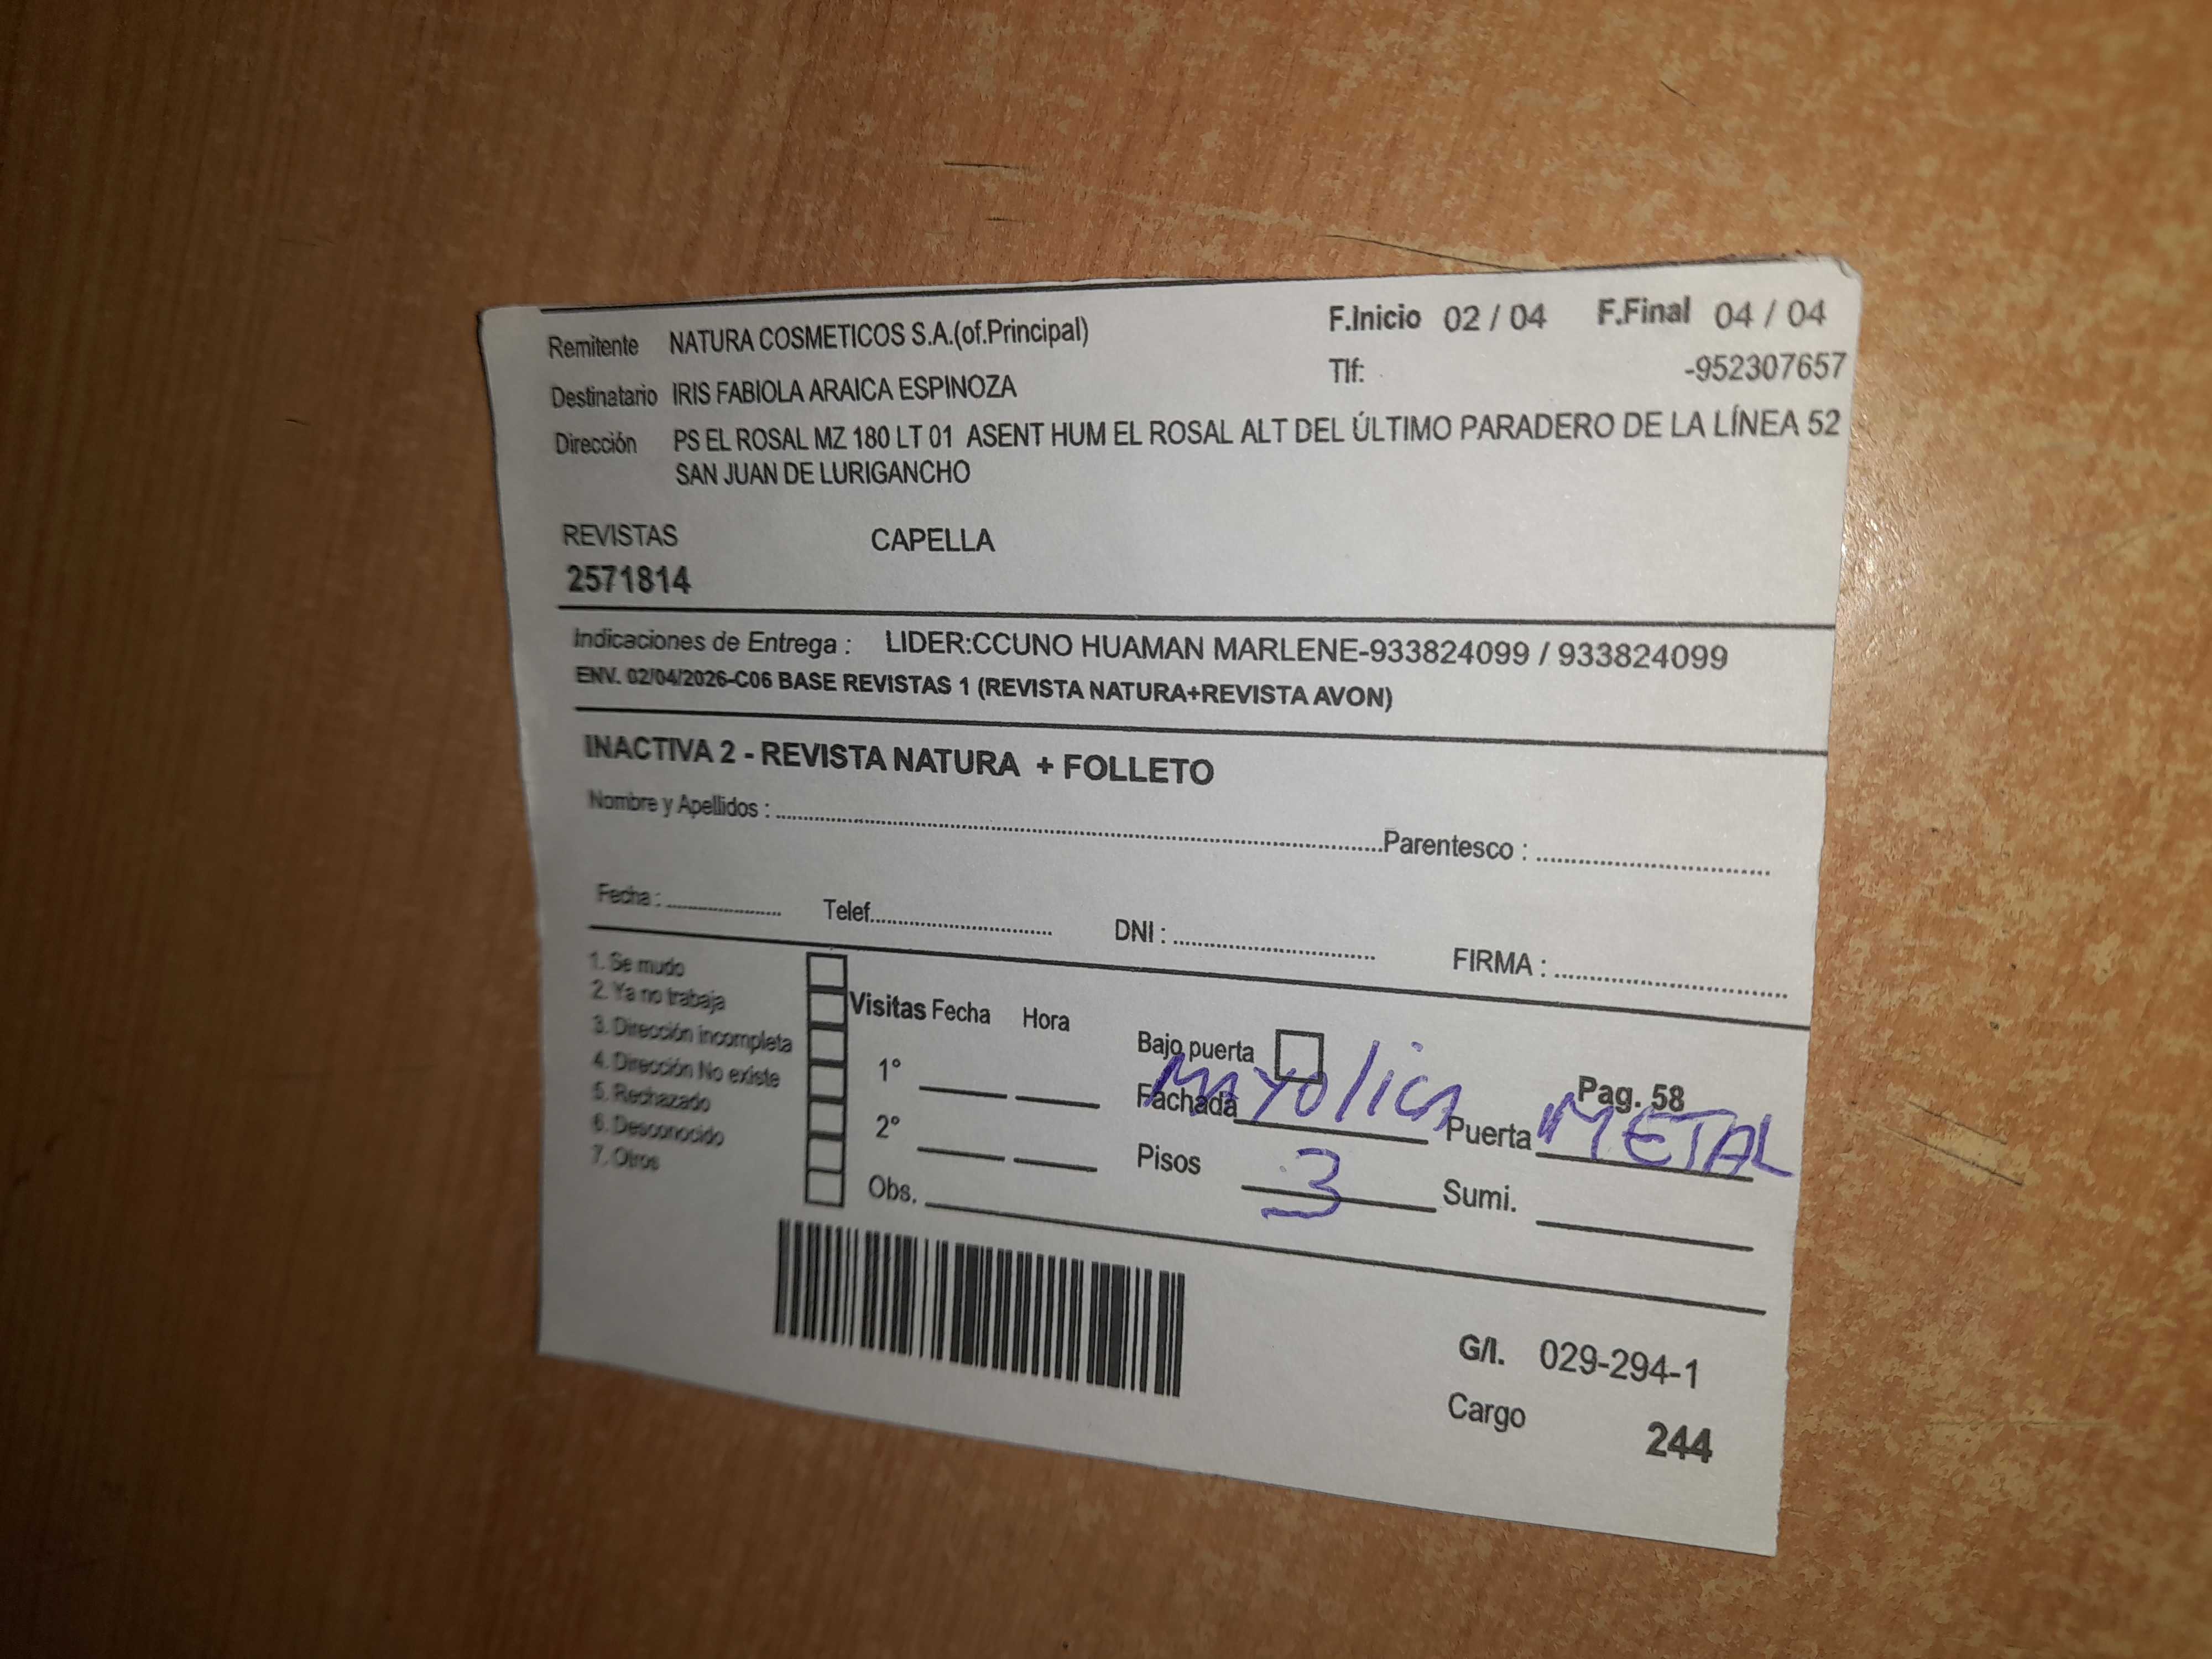 Remitente NATURA COSMETICOS S.A.(of.Principal) F.Inicio 02 / 04 F.Final 04 / 04
Destinatario IRIS FABIOLA ARAICA ESPINOZA Tlf: -952307657
Dirección PS EL ROSAL MZ 180 LT 01 ASENT HUM EL ROSAL ALT DEL ÚLTIMO PARADERO DE LA LÍNEA 52
SAN JUAN DE LURIGANCHO
REVISTAS CAPELLA
2571814
Indicaciones de Entrega : LIDER:CCUNO HUAMAN MARLENE-933824099 / 933824099
ENV. 02/04/2026-C06 BASE REVISTAS 1 (REVISTA NATURA+REVISTA AVON)
INACTIVA 2 - REVISTA NATURA + FOLLETO
Nombre y Apellidos : Parentesco :
Fecha : Telef. DNI : FIRMA :
1. Se mudo
2. Ya no trabaja
3. Dirección incompleta
4. Dirección No existe
5. Rechazado
6. Desconocido
7. Otros
Visitas Fecha Hora
1°
2°
Obs.
Bajo puerta Pag. 58
Fachada MAYOlica Puerta METAL
Pisos 3 Sumi.
G/I. 029-294-1
Cargo 244